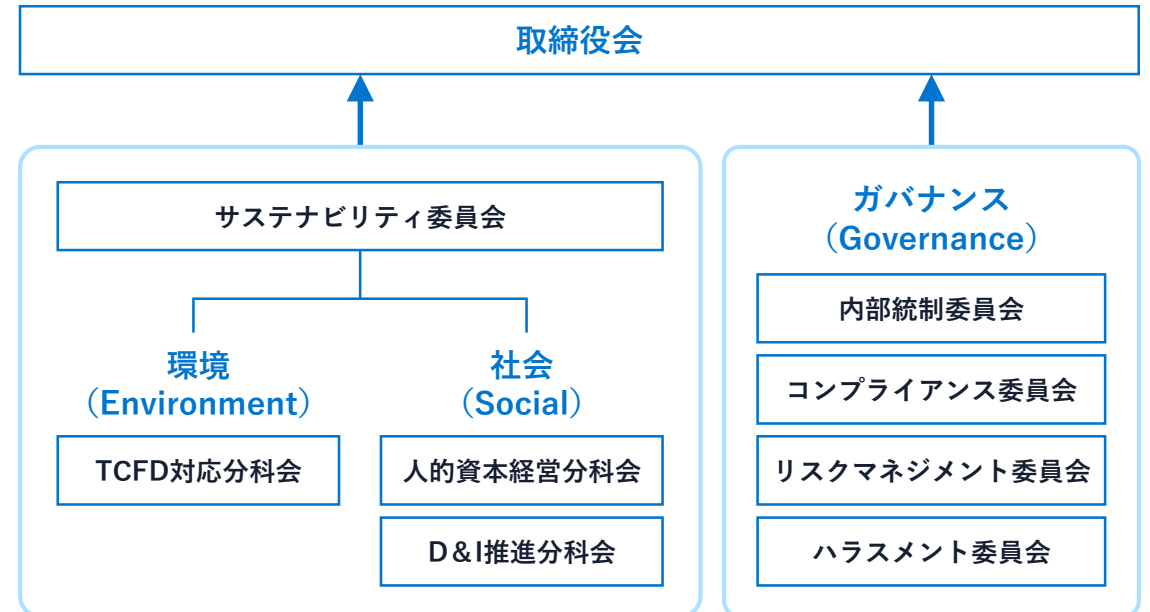 取締役会
サステナビリティ委員会
環境
（Environment）
TCFD対応分科会
社会
（Social）
人的資本経営分科会
D＆I推進分科会
ガバナンス
（Governance）
内部統制委員会
コンプライアンス委員会
リスクマネジメント委員会
ハラスメント委員会